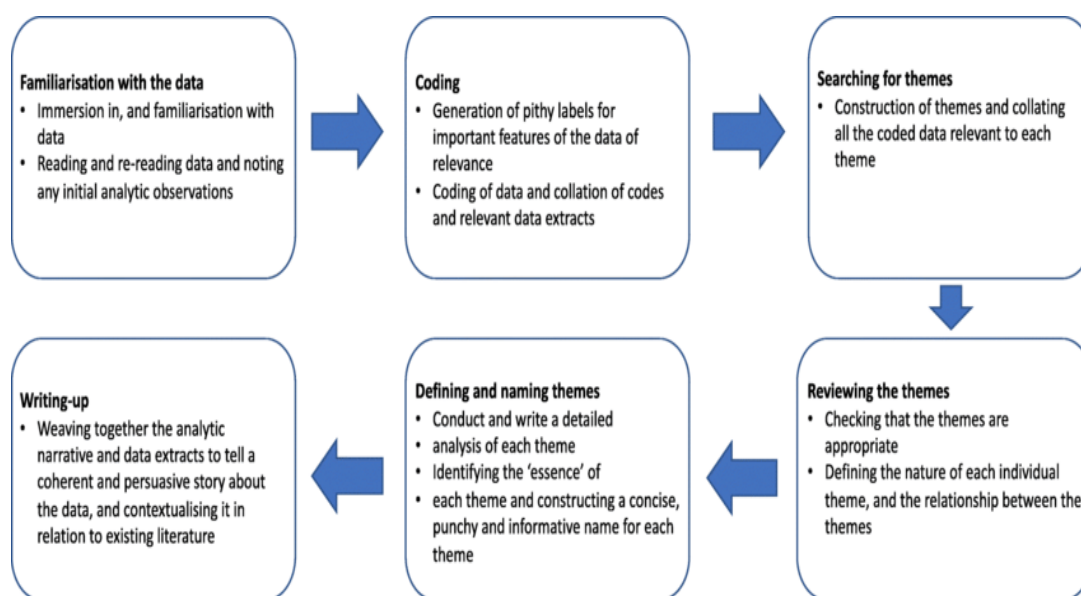 Familiarisation with the data
• Immersion in, and familiarisation with
data
• Reading and re-reading data and noting
any initial analytic observations
Coding
• Generation of pithy labels for
important features of the data of
relevance
• Coding of data and collation of codes
and relevant data extracts
Searching for themes
• Construction of themes and collating
all the coded data relevant to each
theme
Reviewing the themes
• Checking that the themes are
appropriate
• Defining the nature of each individual
theme, and the relationship between the
themes
Defining and naming themes
• Conduct and write a detailed
• analysis of each theme
• Identifying the ‘essence’ of
• each theme and constructing a concise,
punchy and informative name for each
theme
Writing-up
• Weaving together the analytic
narrative and data extracts to tell a
coherent and persuasive story about
the data, and contextualising it in
relation to existing literature